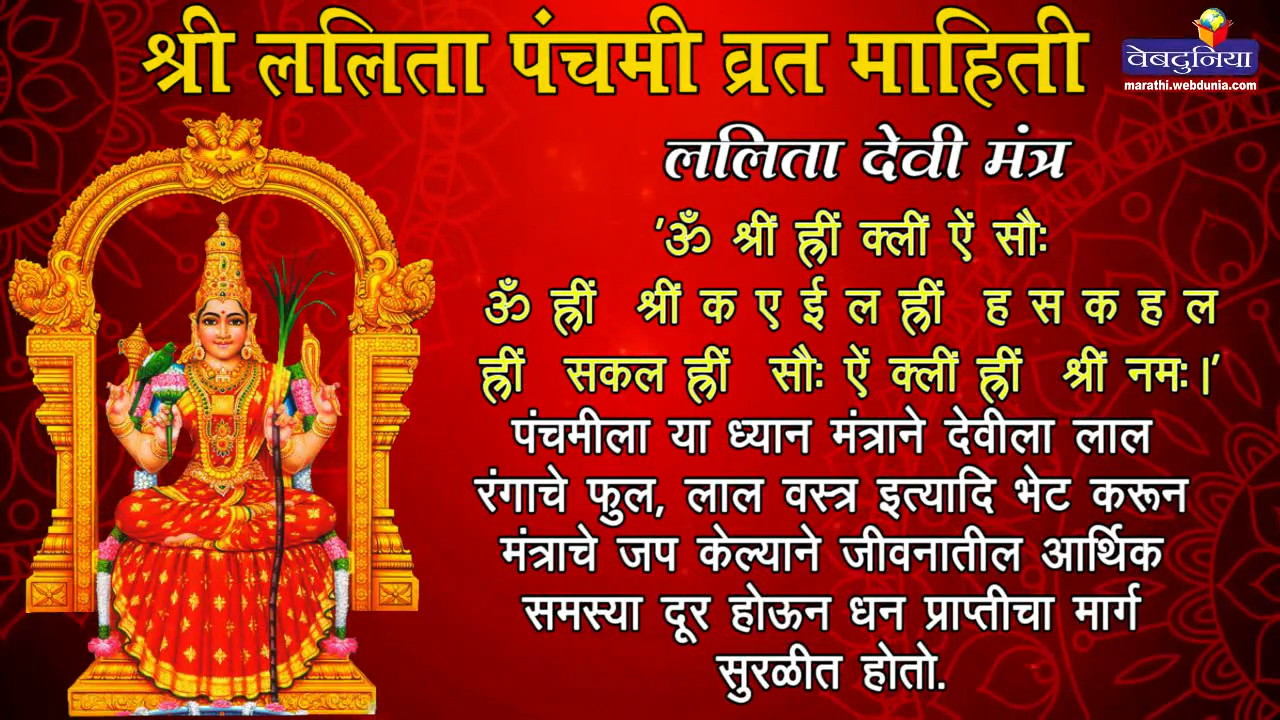 श्री ललिता पंचमी व्रत माहिती
वेबदुनिया
marathi.webdunia.com
ललिता देवी मंत्र
'ॐ श्रीं ह्रीं क्लीं ऐं सौः
ॐ ह्रीं श्रीं क ए ई ल ह्रीं ह स क ह ल
ह्रीं सकल ह्रीं सौः ऐं क्लीं ह्रीं श्रीं नमः।'
पंचमीला या ध्यान मंत्राने देवीला लाल
रंगाचे फुल, लाल वस्त्र इत्यादि भेट करून
मंत्राचे जप केल्याने जीवनातील आर्थिक
समस्या दूर होऊन धन प्राप्तीचा मार्ग
सुरळीत होतो.